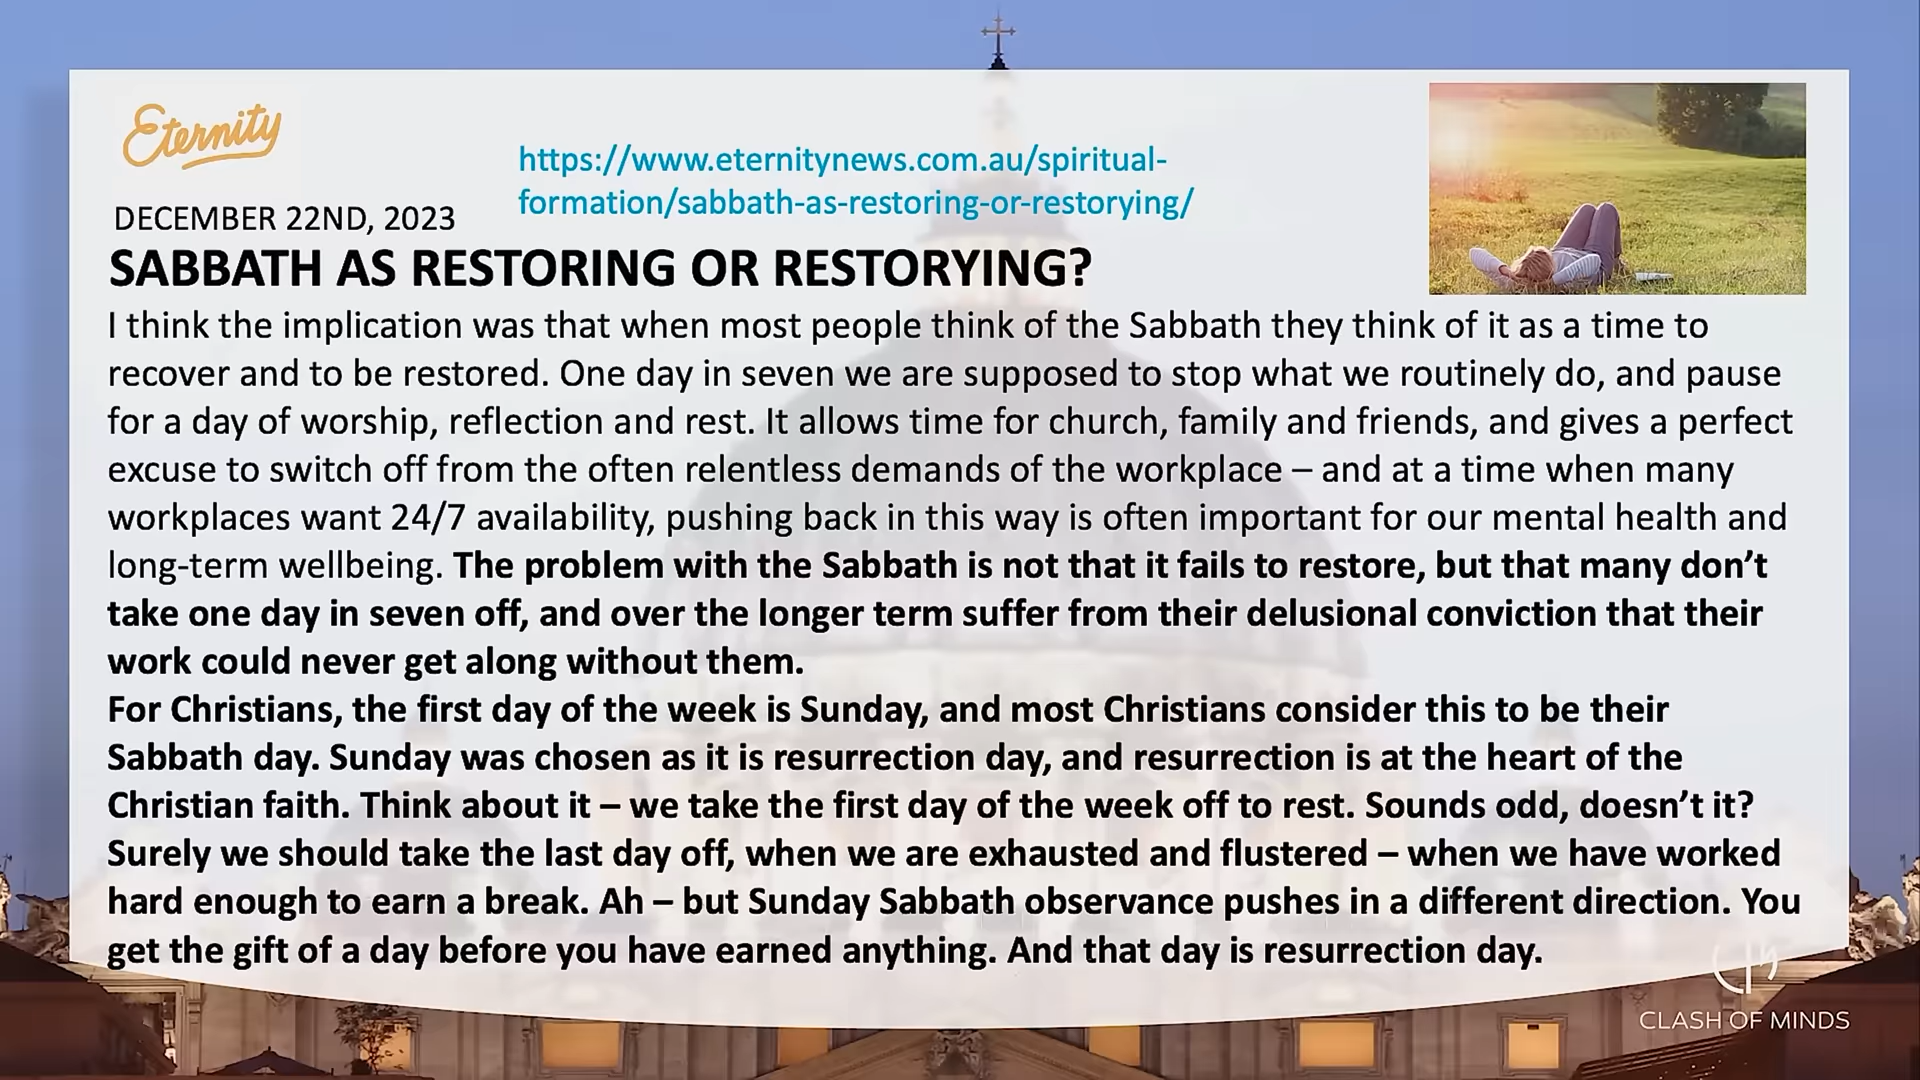 Eternity
https://www.eternitynews.com.au/spiritual-
formation/sabbath-as-restoring-or-restorying/
DECEMBER 22ND, 2023
SABBATH AS RESTORING OR RESTORYING?
I think the implication was that when most people think of the Sabbath they think of it as a time to
recover and to be restored. One day in seven we are supposed to stop what we routinely do, and pause
for a day of worship, reflection and rest. It allows time for church, family and friends, and gives a perfect
excuse to switch off from the often relentless demands of the workplace – and at a time when many
workplaces want 24/7 availability, pushing back in this way is often important for our mental health and
long-term wellbeing. The problem with the Sabbath is not that it fails to restore, but that many don’t
take one day in seven off, and over the longer term suffer from their delusional conviction that their
work could never get along without them.
For Christians, the first day of the week is Sunday, and most Christians consider this to be their
Sabbath day. Sunday was chosen as it is resurrection day, and resurrection is at the heart of the
Christian faith. Think about it – we take the first day of the week off to rest. Sounds odd, doesn’t it?
Surely we should take the last day off, when we are exhausted and flustered – when we have worked
hard enough to earn a break. Ah – but Sunday Sabbath observance pushes in a different direction. You
get the gift of a day before you have earned anything. And that day is resurrection day.
CLASH OF MINDS